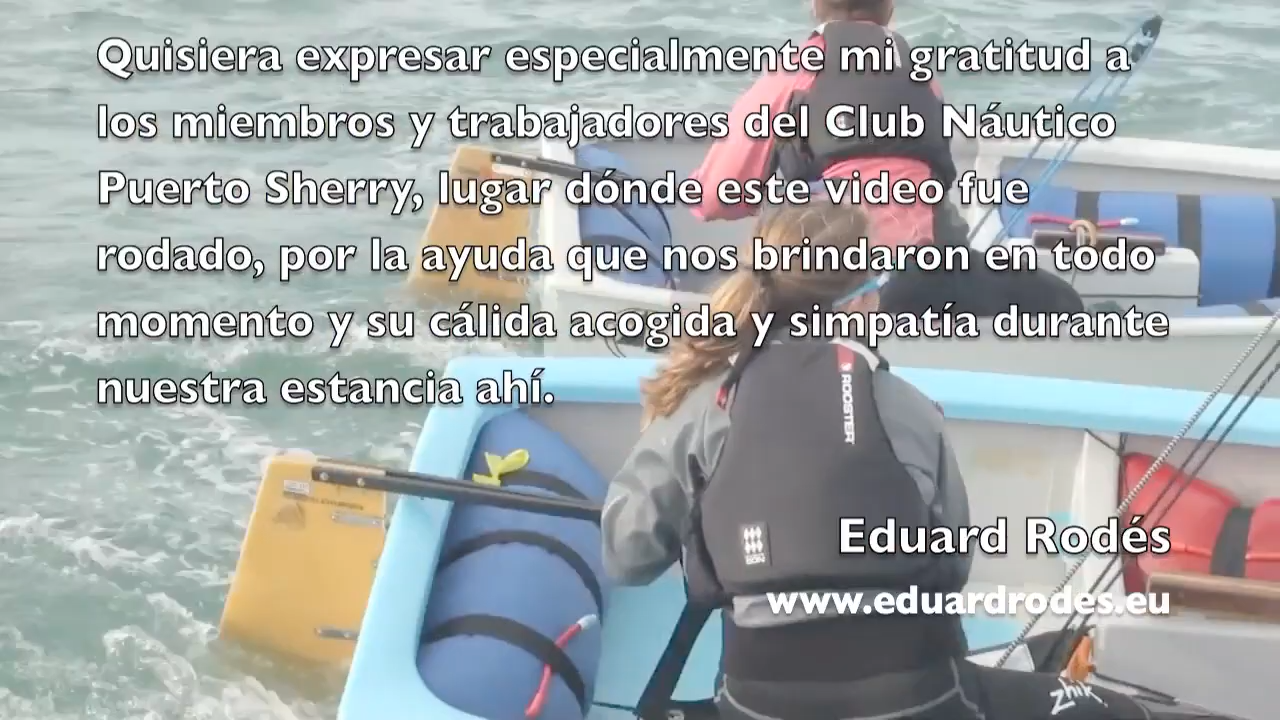 Quisiera expresar especialmente mi gratitud a
los miembros y trabajadores del Club Náutico
Puerto Sherry, lugar dónde este video fue
rodado, por la ayuda que nos brindaron en todo
momento y su cálida acogida y simpatía durante
nuestra estancia ahí.
ROOSTER
Eduard Rodés
www.eduardrodes.eu
zhik